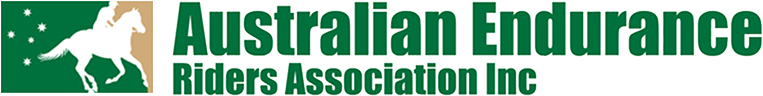 Australian Endurance
Riders Association Inc